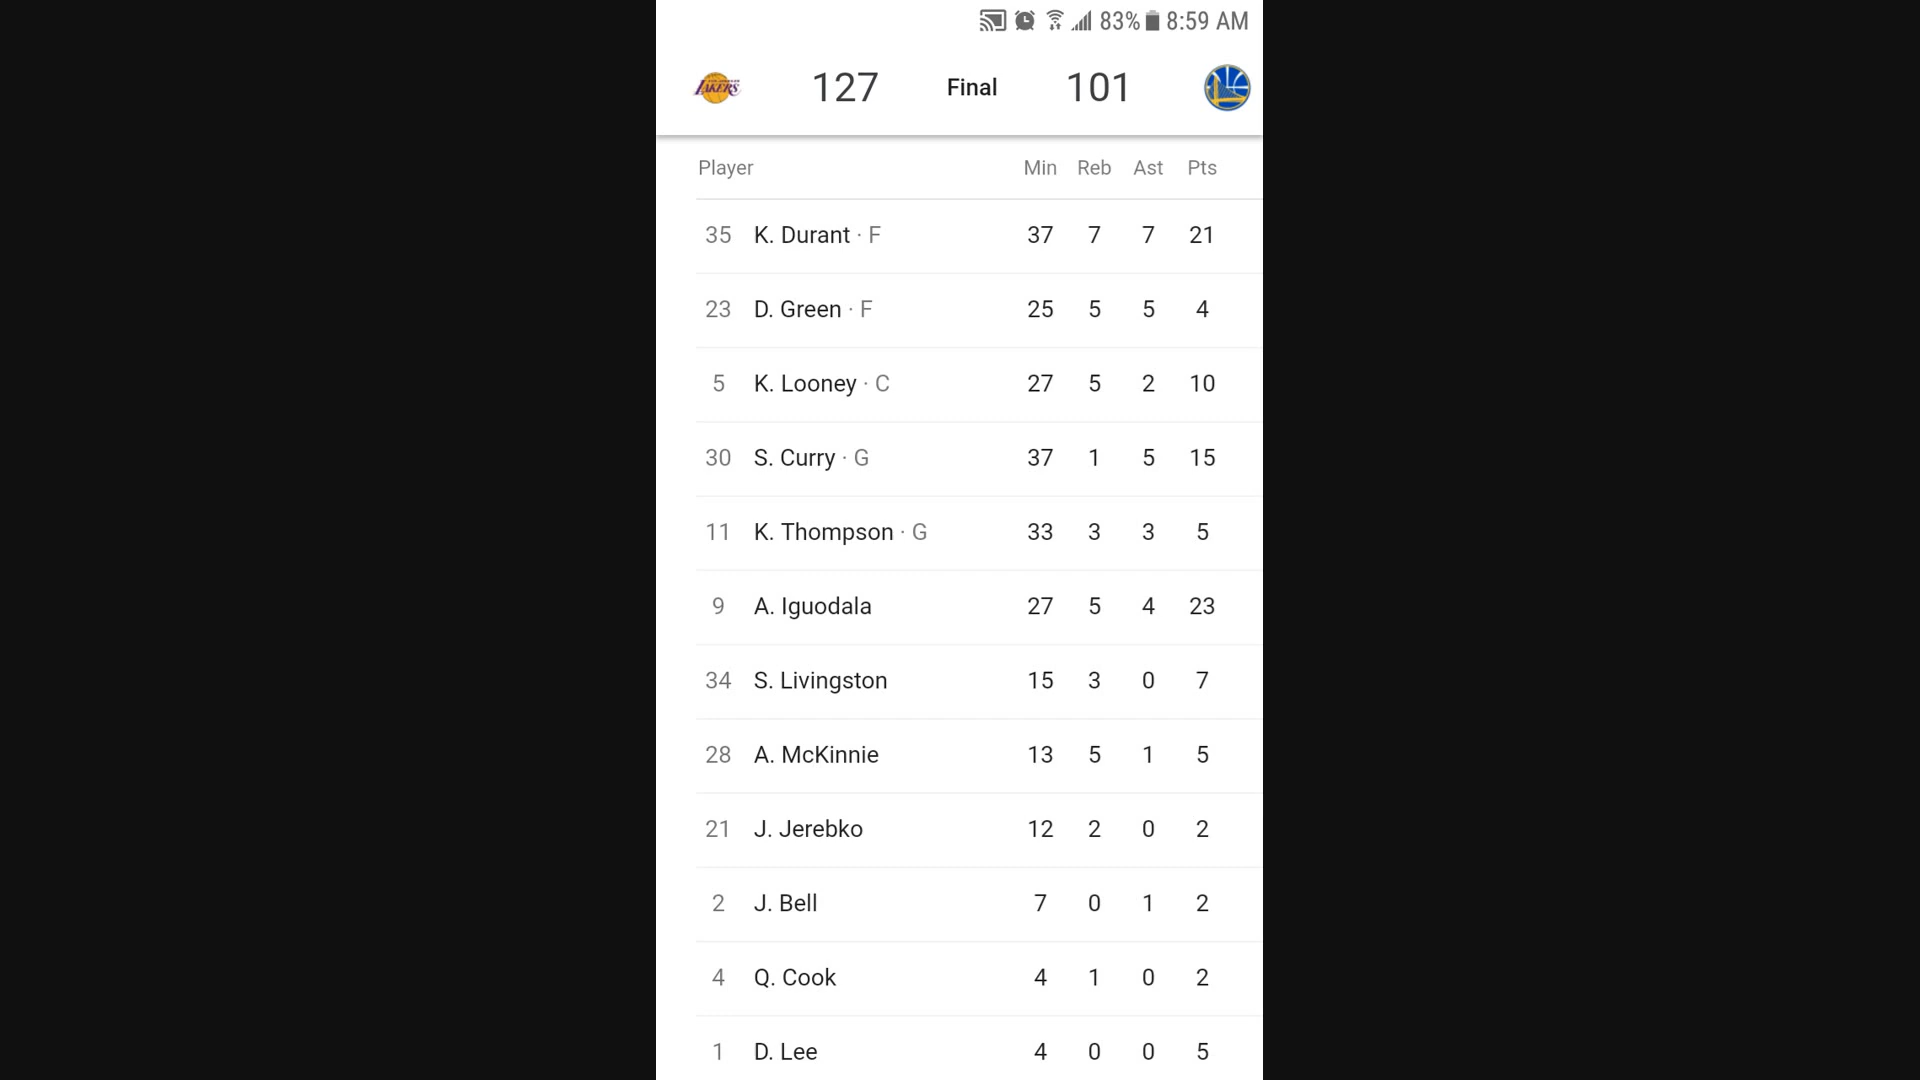 83% 8:59 AM
LAKERS 127 Final 101
Player Min Reb Ast Pts
35 K. Durant · F 37 7 7 21
23 D. Green · F 25 5 5 4
5 K. Looney · C 27 5 2 10
30 S. Curry · G 37 1 5 15
11 K. Thompson · G 33 3 3 5
9 A. Iguodala 27 5 4 23
34 S. Livingston 15 3 0 7
28 A. McKinnie 13 5 1 5
21 J. Jerebko 12 2 0 2
2 J. Bell 7 0 1 2
4 Q. Cook 4 1 0 2
1 D. Lee 4 0 0 5